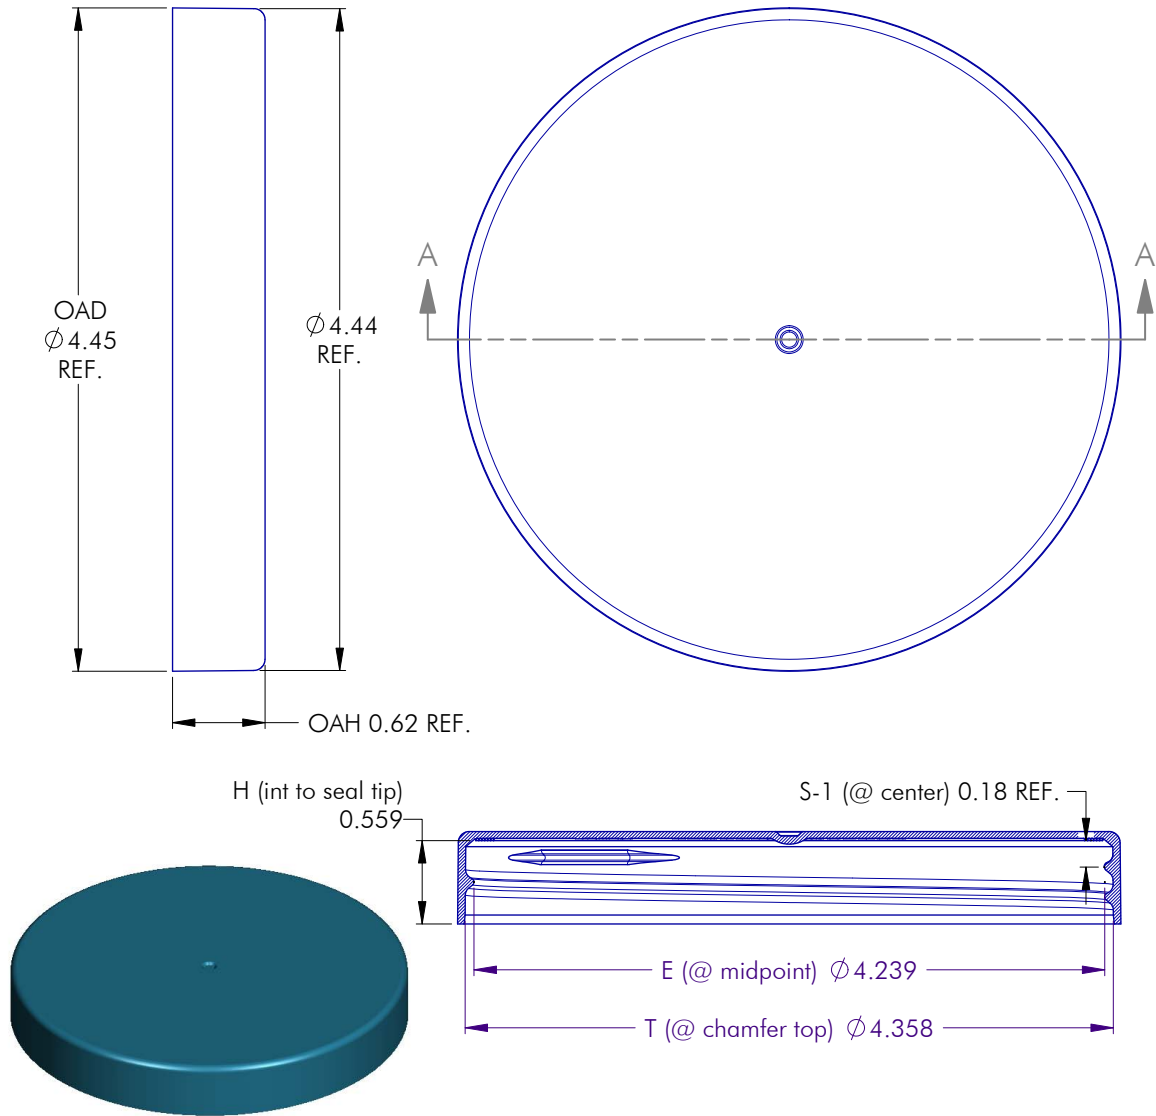 A
A
OAD
∅4.45
REF.
∅4.44
REF.
OAH 0.62 REF.
H (int to seal tip)
0.559
S-1 (@ center) 0.18 REF.
E (@ midpoint) ∅4.239
T (@ chamfer top) ∅4.358